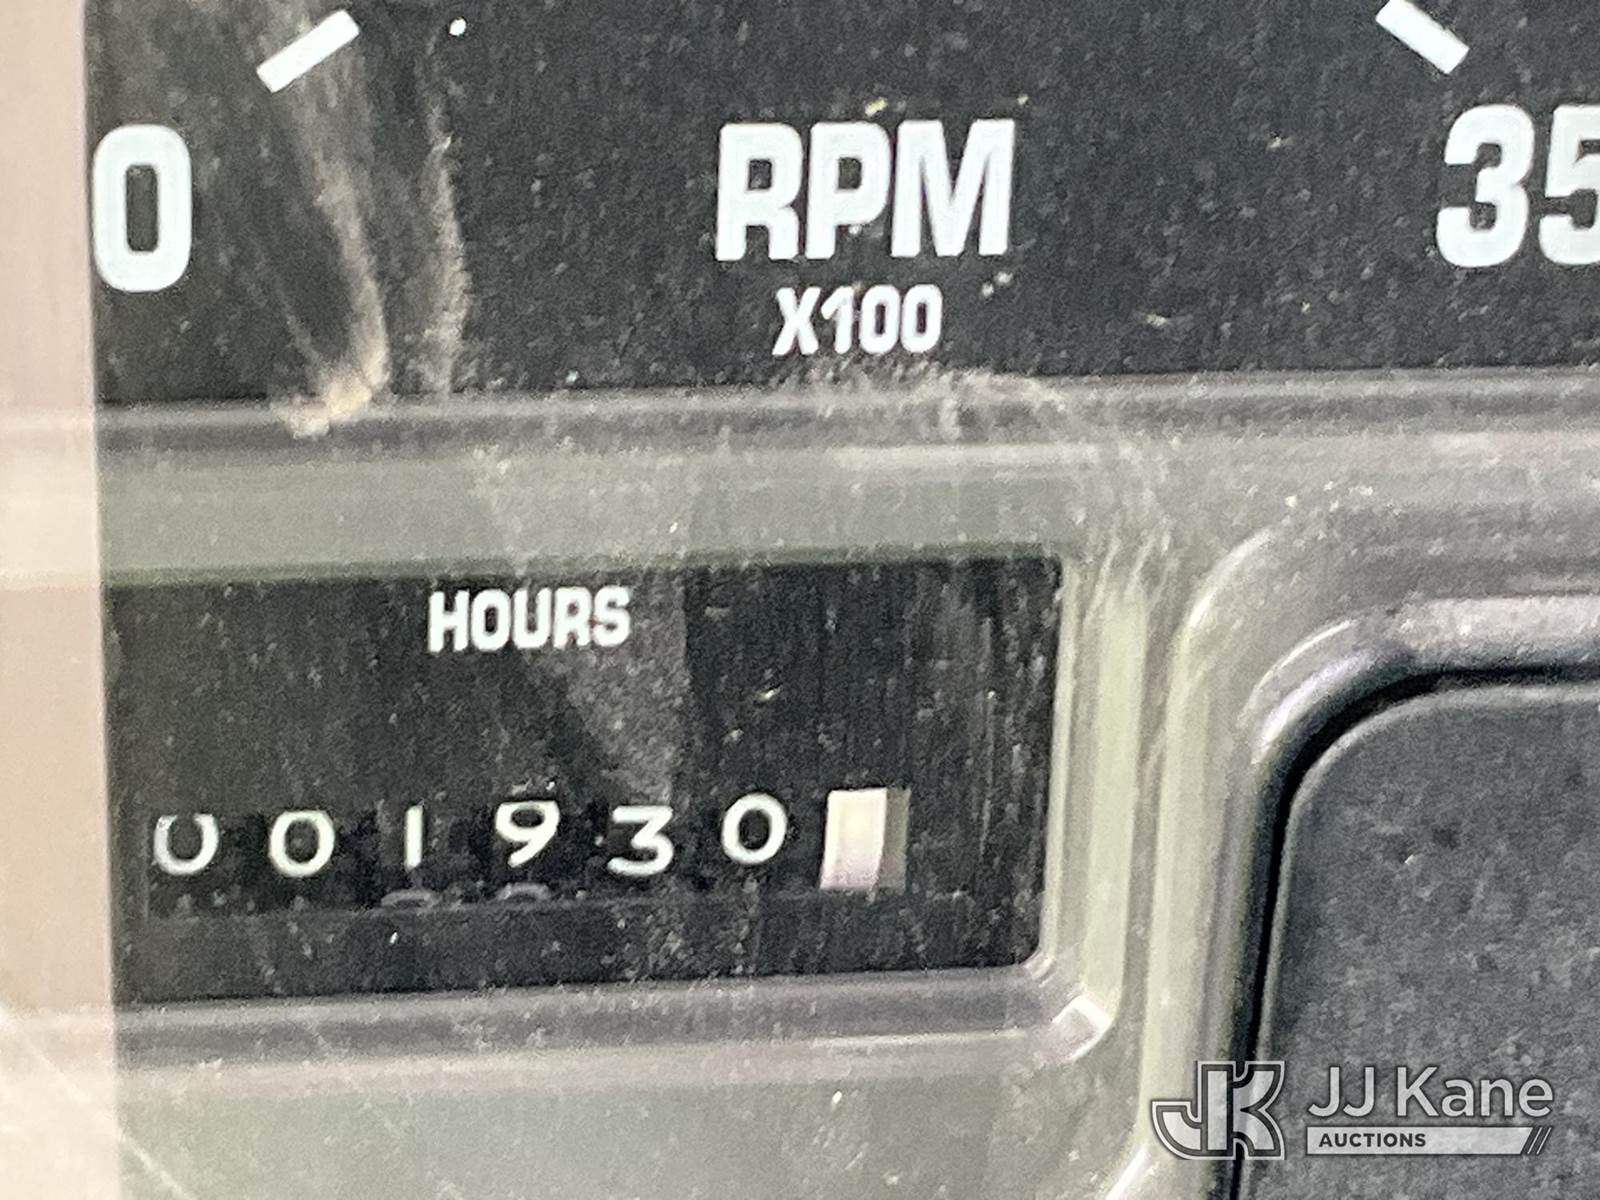 0 RPM 35
X100
HOURS
001930
JJ Kane
AUCTIONS